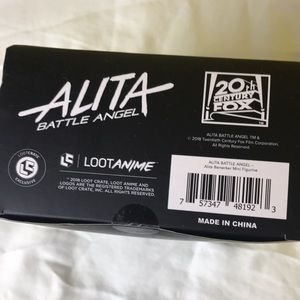 ALITA
BATTLE ANGEL
20th
CENTURY
FOX
ALITA BATTLE ANGEL TM &
© 2018 Twentieth Century Fox Film Corporation.
All Rights Reserved.
LOOTCRATE
EXCLUSIVE
LOOTANIME
™ 2018 LOOT CRATE, LOOT ANIME AND
LOGOS ARE THE REGISTERED TRADEMARKS
OF LOOT CRATE, INC. ALL RIGHTS RESERVED.
ALITA: BATTLE ANGEL –
Alita Berserker Mini Figurine
7 57347 48192 3
MADE IN CHINA